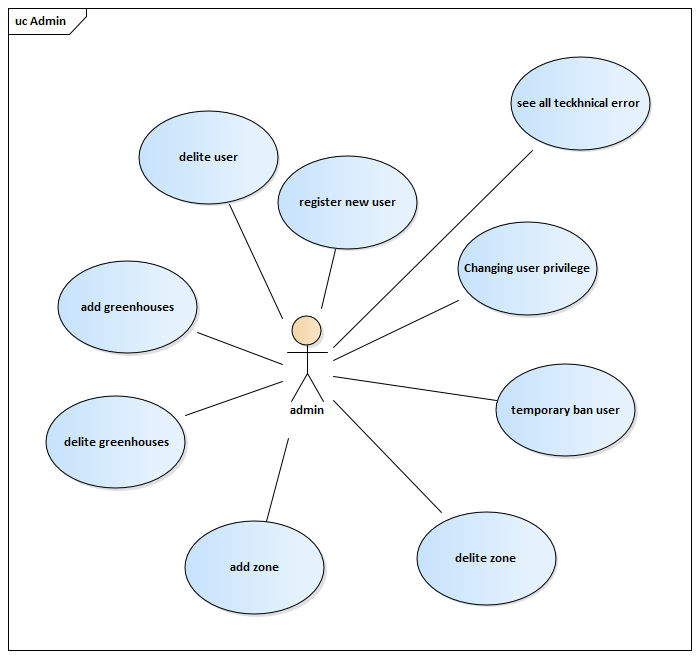 uc Admin
see all teckhnical error
delite user
register new user
Changing user privilege
add greenhouses
admin
temporary ban user
delite greenhouses
delite zone
add zone